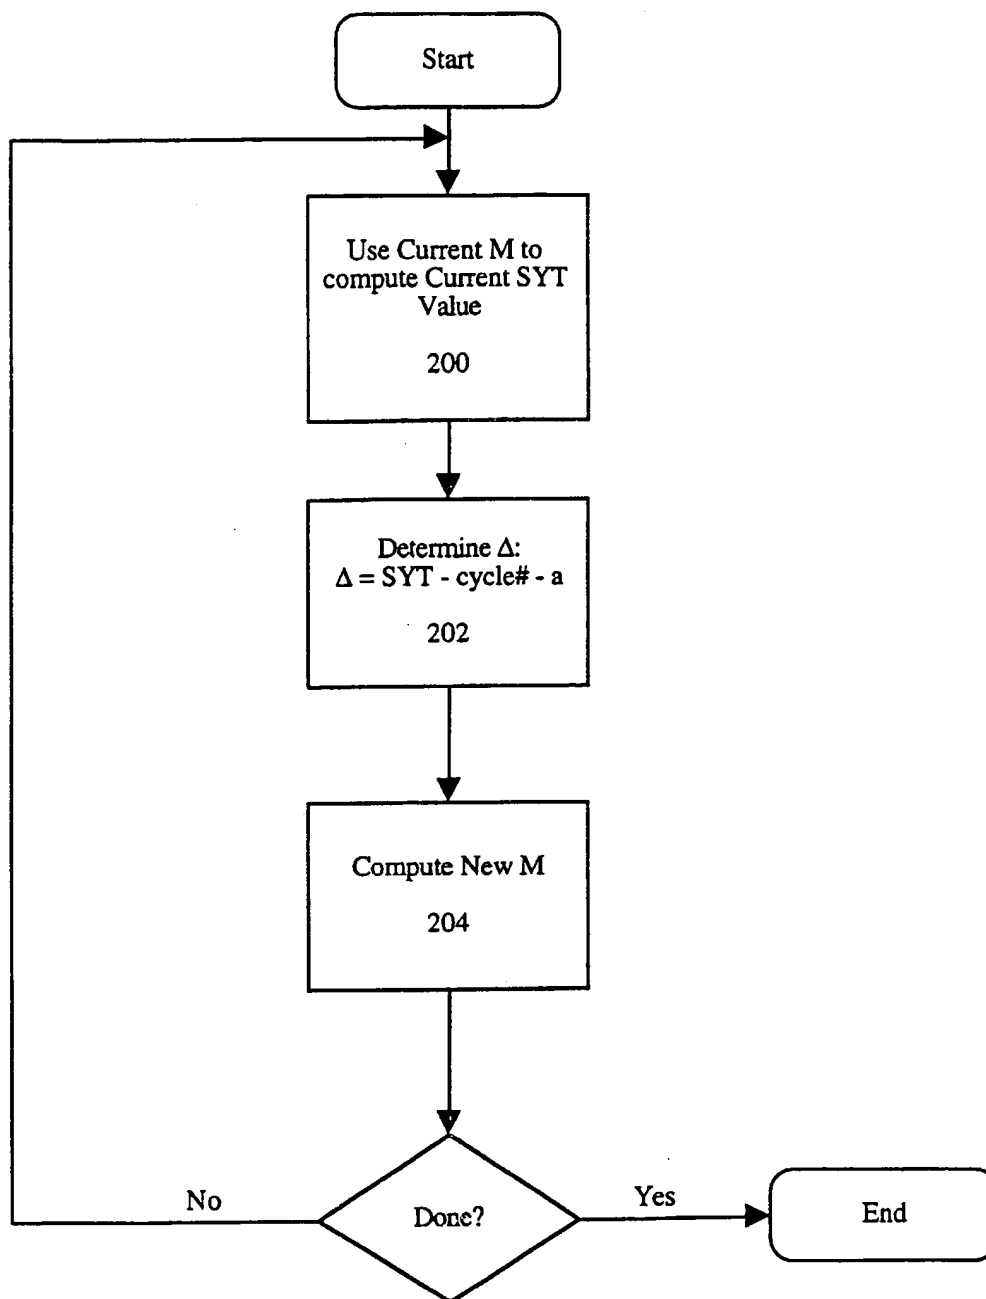 Start
Use Current M to
compute Current SYT
Value
200
Determine Δ:
Δ = SYT - cycle# - a
202
Compute New M
204
Done?
No
Yes
End